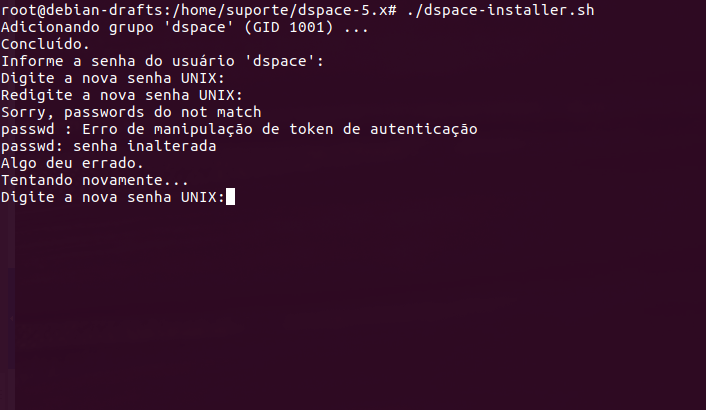 root@debian-drafts:/home/suporte/dspace-5.x# ./dspace-installer.sh
Adicionando grupo 'dspace' (GID 1001) ...
Concluído.
Informe a senha do usuário 'dspace':
Digite a nova senha UNIX:
Redigite a nova senha UNIX:
Sorry, passwords do not match
passwd : Erro de manipulação de token de autenticação
passwd: senha inalterada
Algo deu errado.
Tentando novamente...
Digite a nova senha UNIX: